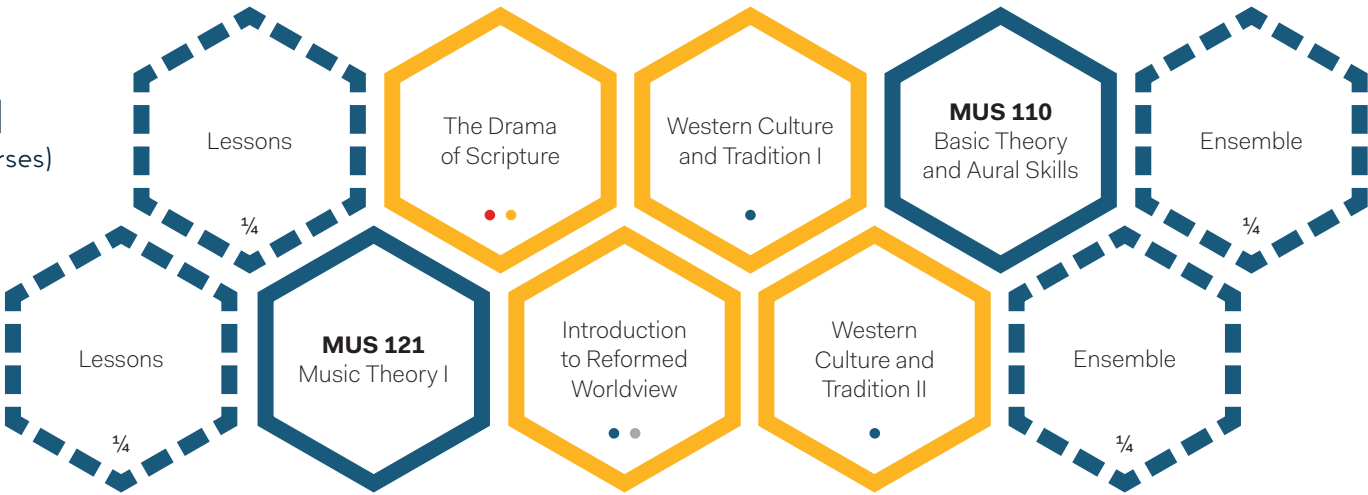 rses)
Lessons
¼
The Drama
of Scripture
Western Culture
and Tradition I
MUS 110
Basic Theory
and Aural Skills
Ensemble
¼
Lessons
¼
MUS 121
Music Theory I
Introduction
to Reformed
Worldview
Western
Culture and
Tradition II
Ensemble
¼